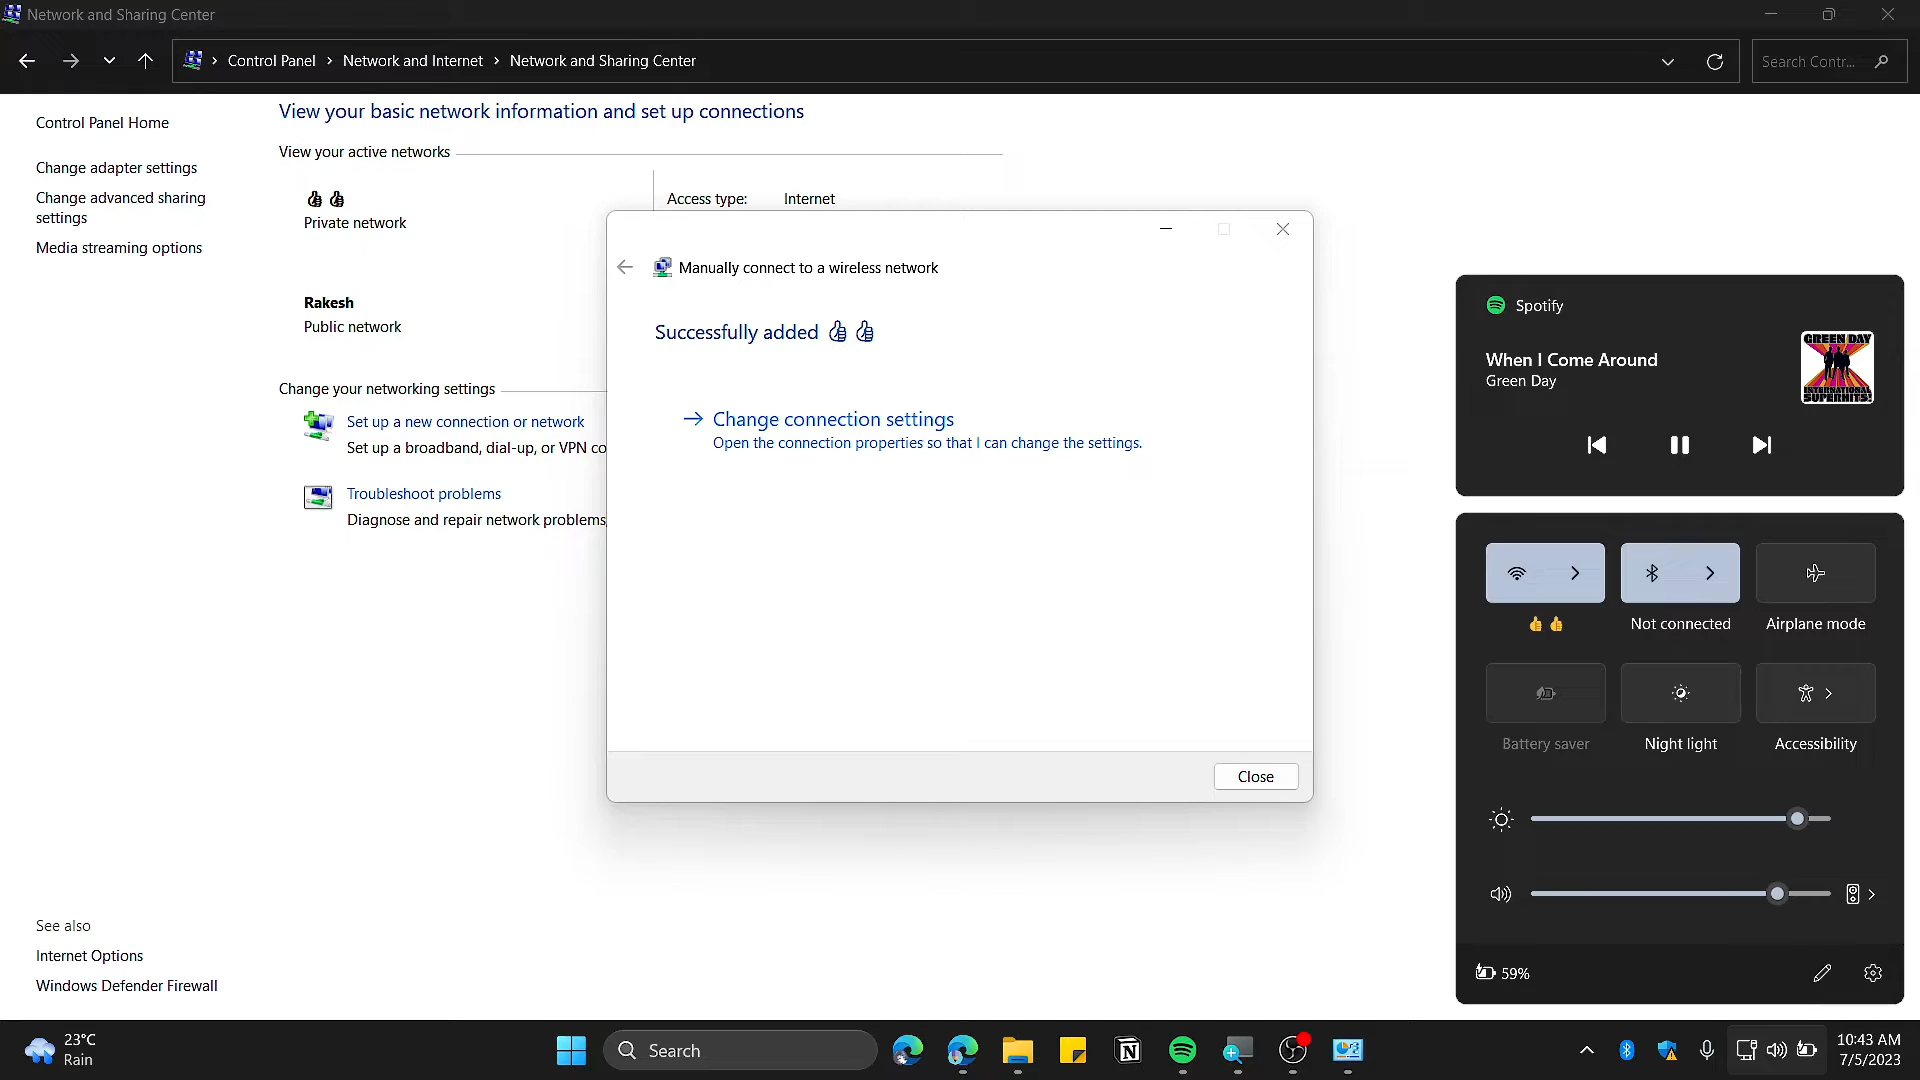 Network and Sharing Center
Control Panel > Network and Internet > Network and Sharing Center
Search Contr...
Control Panel Home
Change adapter settings
Change advanced sharing
settings
Media streaming options
View your basic network information and set up connections
View your active networks
👍 👍
Private network
Access type: Internet
Rakesh
Public network
Change your networking settings
Set up a new connection or network
Set up a broadband, dial-up, or VPN co
Troubleshoot problems
Diagnose and repair network problems,
See also
Internet Options
Windows Defender Firewall
Manually connect to a wireless network
Successfully added 👍 👍
Change connection settings
Open the connection properties so that I can change the settings.
Close
Spotify
When I Come Around
Green Day
GREEN DAY
INTERNATIONAL
SUPERHITS!
👍 👍
Not connected
Airplane mode
Battery saver
Night light
Accessibility
59%
23°C
Rain
Search
10:43 AM
7/5/2023